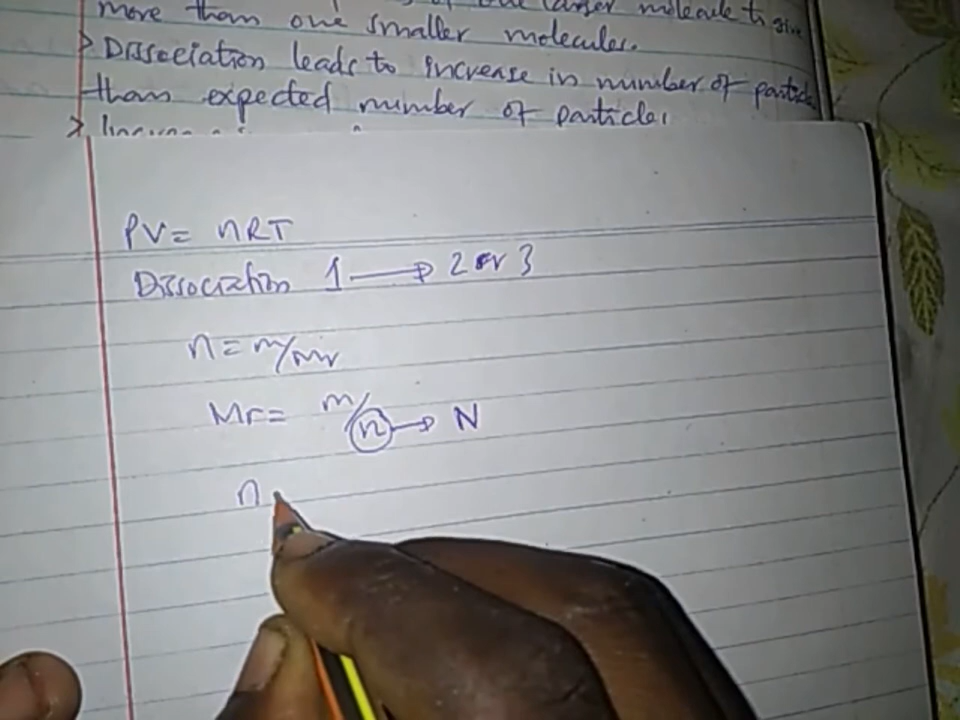 more than one smaller molecules.
> Dissociation leads to increase in number of particle
than expected number of particles
PV = nRT
Dissociation 1 → 2 or 3
n = m/Mr
Mr = m/n → N
n